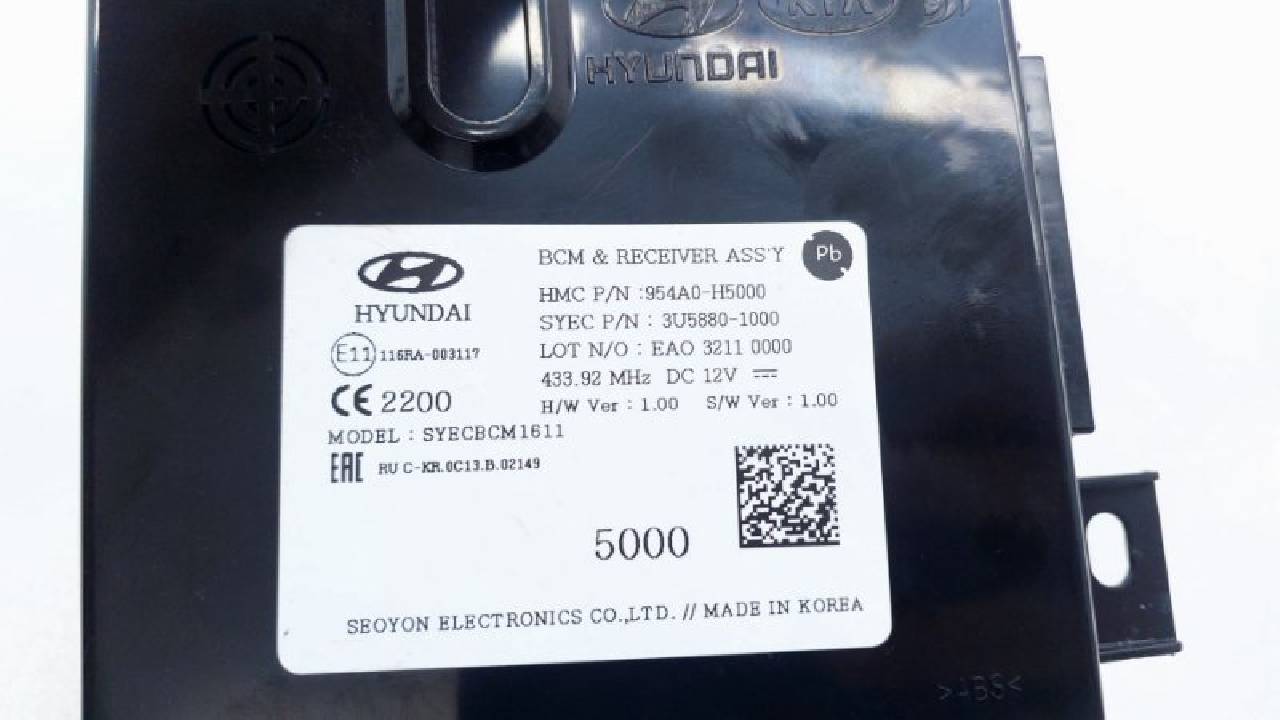 KIA
HYUNDAI
HYUNDAI
BCM & RECEIVER ASS'Y
Pb
HMC P/N :954A0-H5000
SYEC P/N : 3U5880-1000
LOT N/O : EAO 3211 0000
433.92 MHz DC 12V
H/W Ver : 1.00 S/W Ver : 1.00
E11 116RA-003117
CE 2200
MODEL : SYECBCM1611
EAC RU C-KR.0C13.B.02149
5000
SEOYON ELECTRONICS CO.,LTD. // MADE IN KOREA
>ABS<